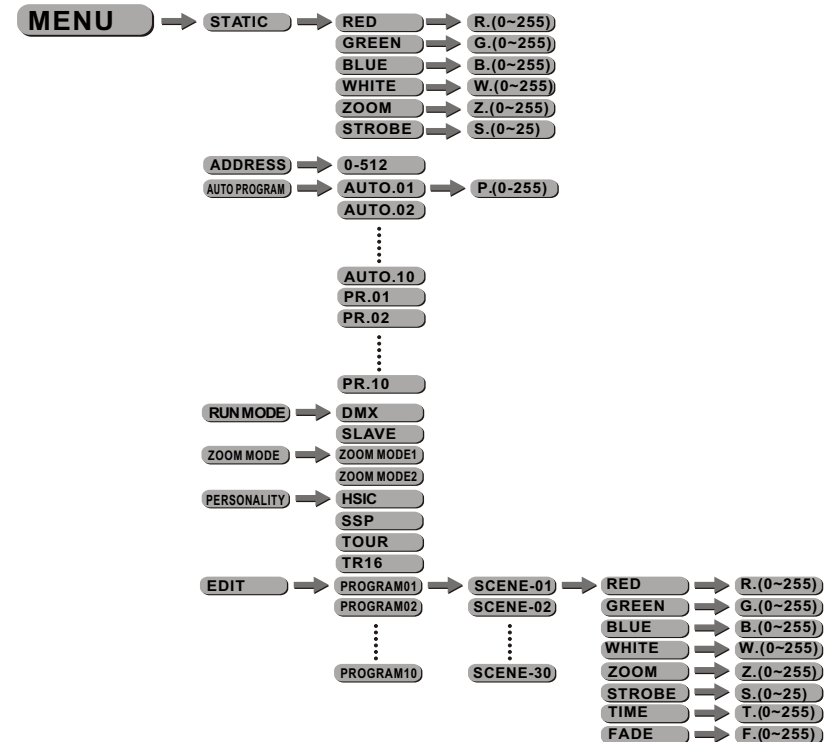 MENU STATIC RED R.(0~255)
GREEN G.(0~255)
BLUE B.(0~255)
WHITE W.(0~255)
ZOOM Z.(0~255)
STROBE S.(0~25)
ADDRESS 0-512
AUTO PROGRAM AUTO.01 P.(0-255)
AUTO.02
AUTO.10
PR.01
PR.02
PR.10
RUN MODE DMX
SLAVE
ZOOM MODE ZOOM MODE1
ZOOM MODE2
PERSONALITY HSIC
SSP
TOUR
TR16
EDIT PROGRAM01 SCENE-01 RED R.(0~255)
PROGRAM02 SCENE-02 GREEN G.(0~255)
BLUE B.(0~255)
WHITE W.(0~255)
PROGRAM10 SCENE-30 ZOOM Z.(0~255)
STROBE S.(0~25)
TIME T.(0~255)
FADE F.(0~255)